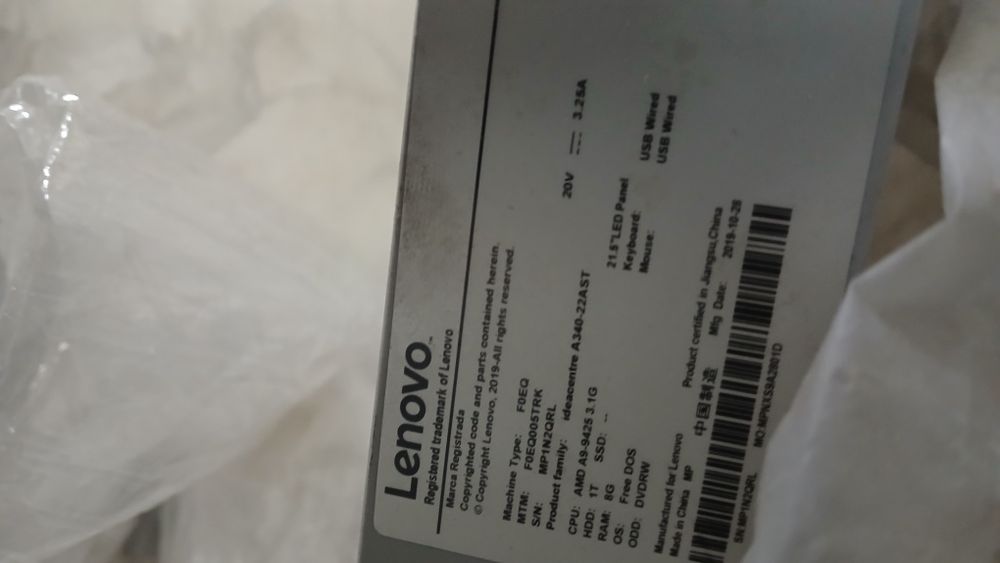 Lenovo™
Registered trademark of Lenovo
Marca Registrada
Copyrighted code and parts contained herein.
© Copyright Lenovo, 2019-All rights reserved.
Machine Type: F0EQ
MTM: F0EQ005TRK
S/N: MP1N2QRL
Product family: ideacentre A340-22AST
20V ⎓ 3.25A
CPU: AMD A9-9425 3.1G
HDD: 1T SSD: --
RAM: 8G
OS: Free DOS
ODD: DVDRW
21.5"LED Panel
Keyboard: USB Wired
Mouse: USB Wired
Manufactured for Lenovo
Made in China MP 中国制造
Product certified in Jiangsu,China
Mfg Date: 2019-10-28
SN:MP1N2QRL MO:MPNXS9A2801D